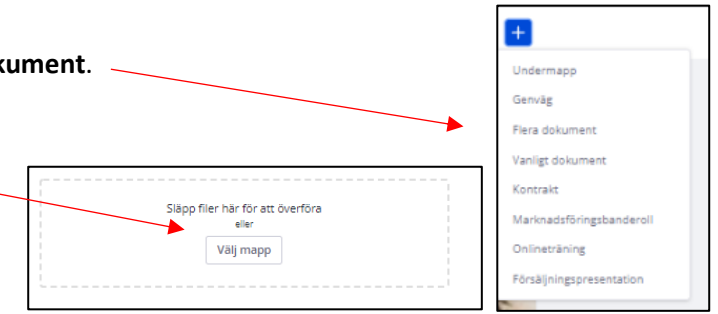 kument.
+
Undermapp
Genväg
Flera dokument
Vanligt dokument
Kontrakt
Marknadsföringsbanderoll
Onlineträning
Försäljningspresentation
Släpp filer här för att överföra
eller
Välj mapp